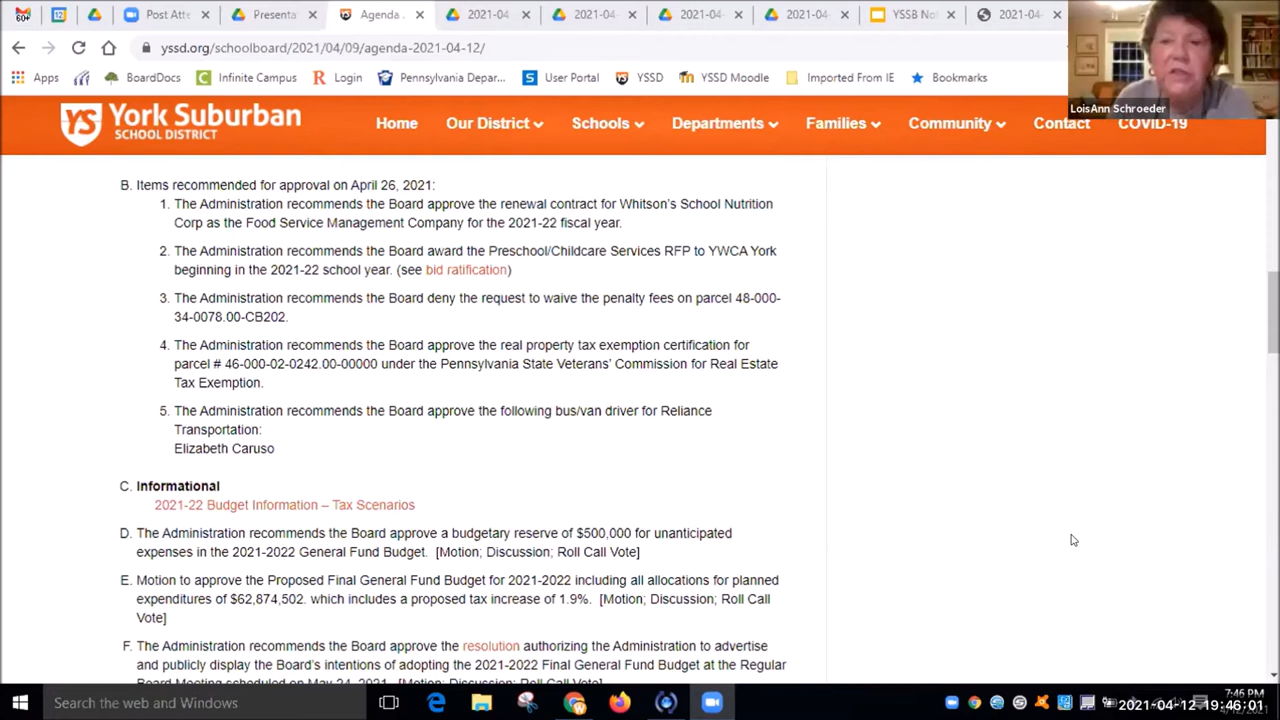 Post Atte
Presenta
Agenda
2021-04
2021-04
2021-04
2021-04
YSSB No
2021-04
yssd.org/schoolboard/2021/04/09/agenda-2021-04-12/
Apps
BoardDocs
Infinite Campus
Login
Pennsylvania Depar...
User Portal
YSSD
YSSD Moodle
Imported From IE
Bookmarks
LoisAnn Schroeder
YS
York Suburban
SCHOOL DISTRICT
Home
Our District
Schools
Departments
Families
Community
Contact
COVID-19
B. Items recommended for approval on April 26, 2021:
1. The Administration recommends the Board approve the renewal contract for Whitson's School Nutrition
Corp as the Food Service Management Company for the 2021-22 fiscal year.
2. The Administration recommends the Board award the Preschool/Childcare Services RFP to YWCA York
beginning in the 2021-22 school year. (see bid ratification)
3. The Administration recommends the Board deny the request to waive the penalty fees on parcel 48-000-
34-0078.00-CB202.
4. The Administration recommends the Board approve the real property tax exemption certification for
parcel # 46-000-02-0242.00-00000 under the Pennsylvania State Veterans' Commission for Real Estate
Tax Exemption.
5. The Administration recommends the Board approve the following bus/van driver for Reliance
Transportation:
Elizabeth Caruso
C. Informational
2021-22 Budget Information – Tax Scenarios
D. The Administration recommends the Board approve a budgetary reserve of $500,000 for unanticipated
expenses in the 2021-2022 General Fund Budget. [Motion; Discussion; Roll Call Vote]
E. Motion to approve the Proposed Final General Fund Budget for 2021-2022 including all allocations for planned
expenditures of $62,874,502. which includes a proposed tax increase of 1.9%. [Motion; Discussion; Roll Call
Vote]
F. The Administration recommends the Board approve the resolution authorizing the Administration to advertise
and publicly display the Board's intentions of adopting the 2021-2022 Final General Fund Budget at the Regular
Board Meeting scheduled on May 24, 2021. [Motion; Discussion; Roll Call Vote]
Search the web and Windows
7:46 PM
2021-04-12 19:46:01